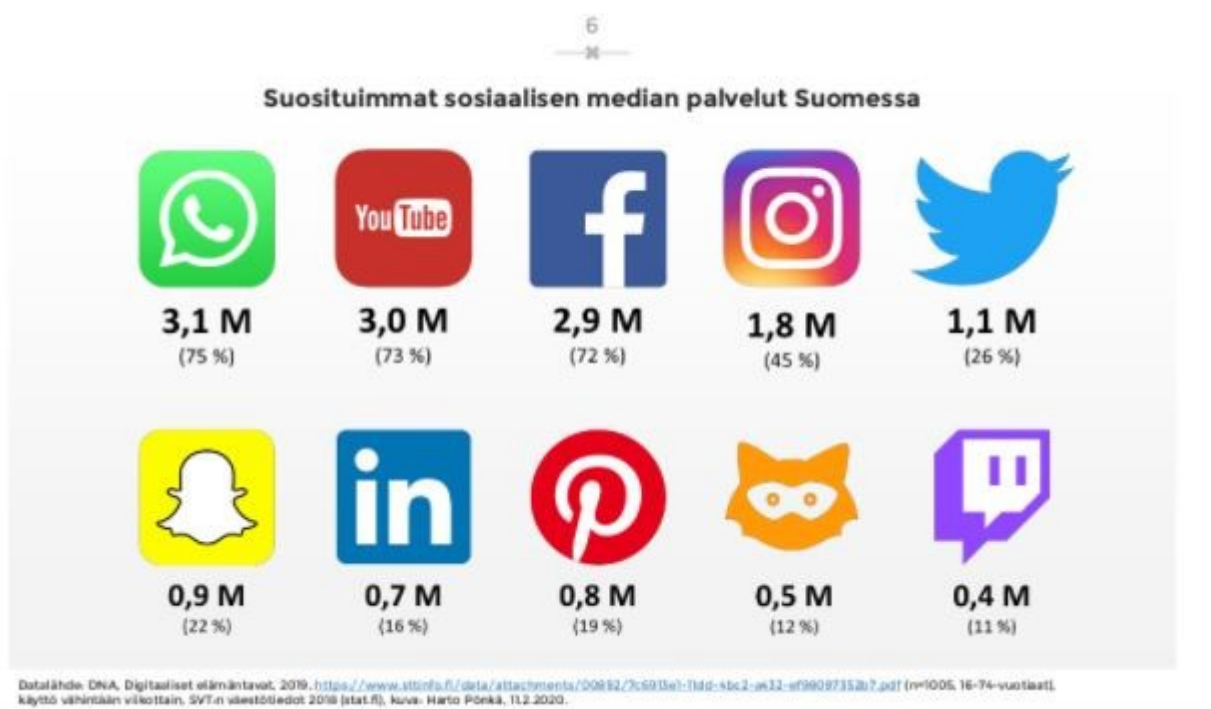 6
Suosituimmat sosiaalisen median palvelut Suomessa
You Tube
3,1 M
3,0 M
2,9 M
1,8 M
1,1 M
(75 %)
(73 %)
(72 %)
(45 %)
(26 %)
in
0,9 M
0,7 M
0,8 M
0,5 M
0,4 M
(22 %)
(16 %)
(19 %)
(12 %)
(11 %)
Datalähde: DNA, Digitaaliset elämäntavat, 2019, (n=1005, 16-74-vuotiaat),
käyttö vähintään viikottain, SVT:n väestötiedot 2018 (stat.fi), kuva: Harto Pönkä, 11.2.2020.